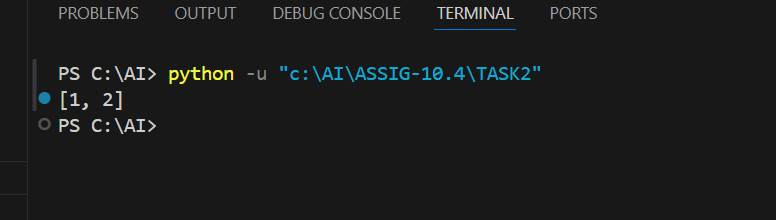 PROBLEMS OUTPUT DEBUG CONSOLE TERMINAL PORTS
PS C:\AI> python -u "c:\AI\ASSIG-10.4\TASK2"
[1, 2]
PS C:\AI>